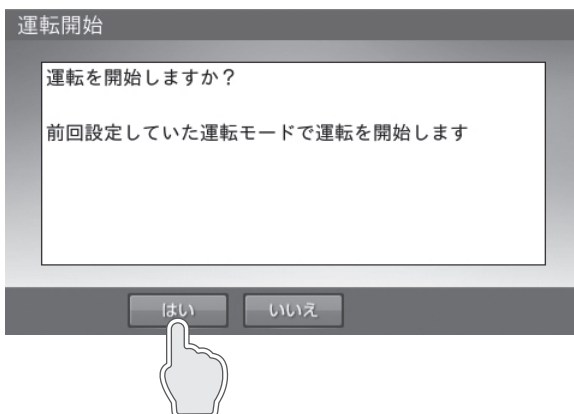 運転開始
運転を開始しますか？
前回設定していた運転モードで運転を開始します
はい
いいえ